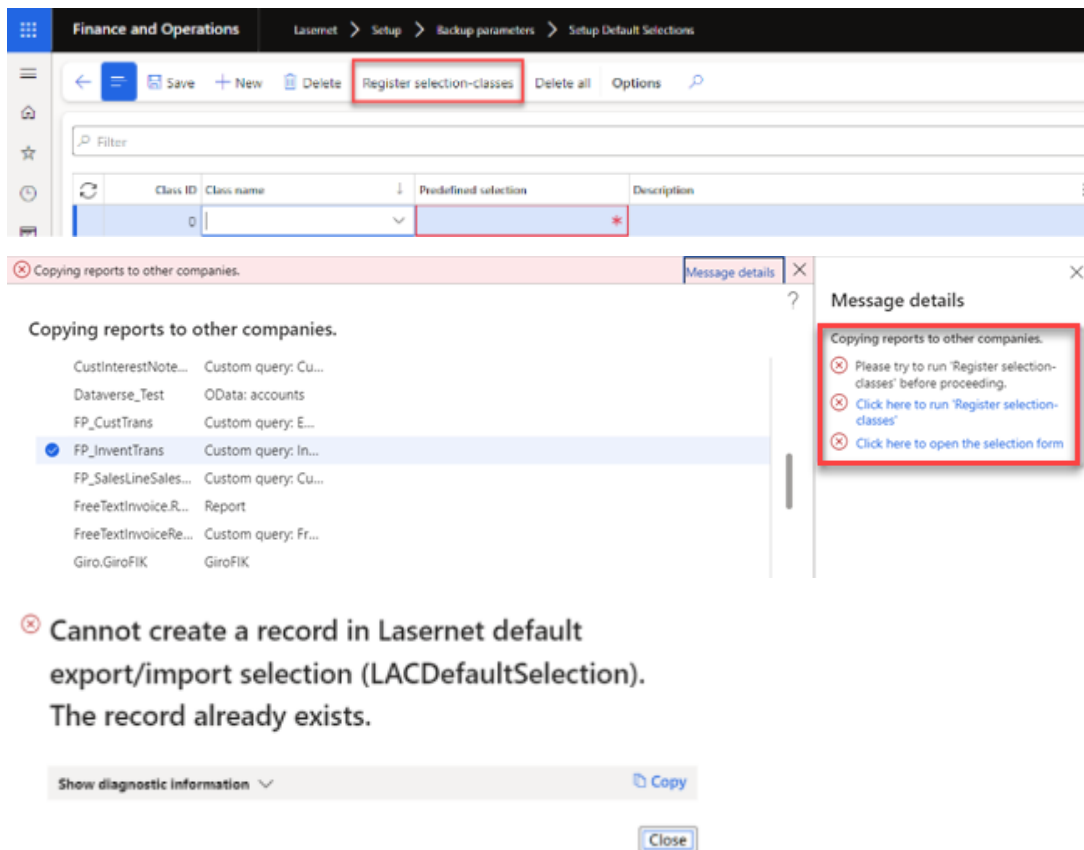 Finance and Operations Lasernet > Setup > Backup parameters > Setup Default Selections
Save + New Delete Register selection-classes Delete all Options
Filter
Class ID Class name ↓ Predefined selection Description
0 *
Copying reports to other companies. Message details
?
Message details
Copying reports to other companies.
CustInterestNote... Custom query: Cu...
Dataverse_Test OData: accounts
FP_CustTrans Custom query: E...
FP_InventTrans Custom query: In...
FP_SalesLineSales... Custom query: Cu...
FreeTextInvoice.R... Report
FreeTextInvoiceRe... Custom query: Fr...
Giro.GiroFIK GiroFIK
Copying reports to other companies.
Please try to run 'Register selection-
classes' before proceeding.
Click here to run 'Register selection-
classes'
Click here to open the selection form
Cannot create a record in Lasernet default
export/import selection (LACDefaultSelection).
The record already exists.
Show diagnostic information Copy
Close